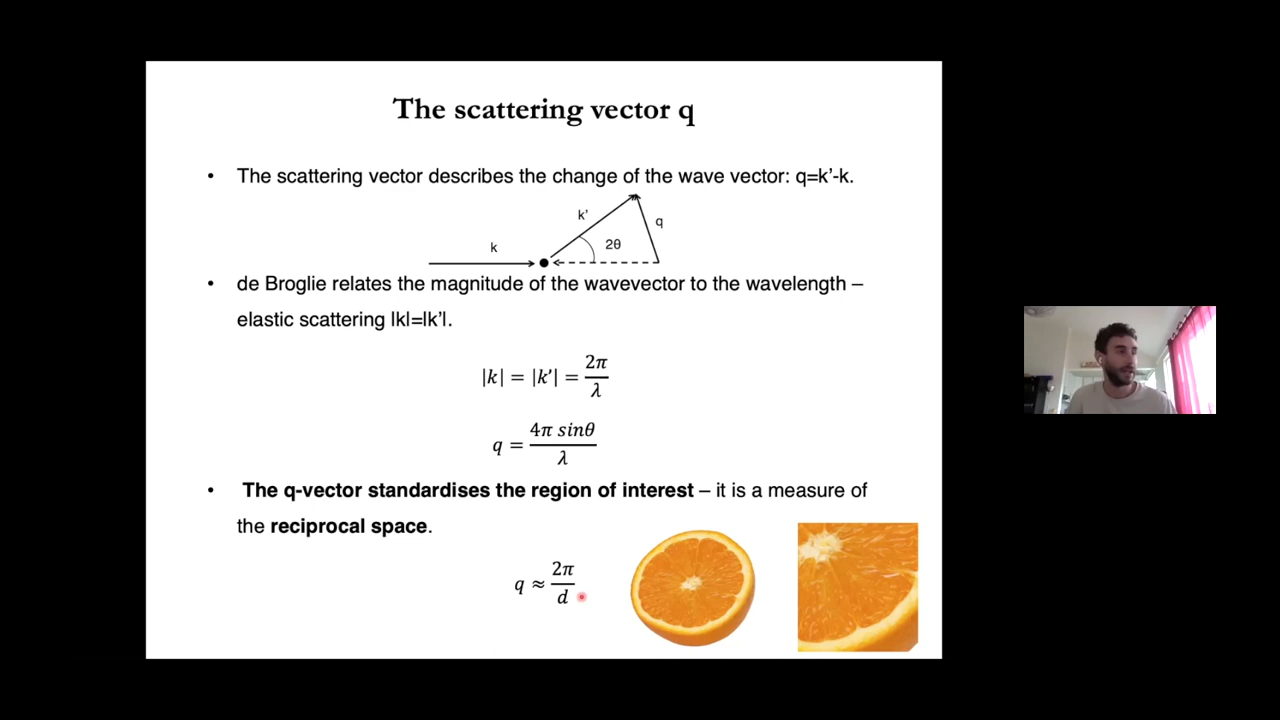 The scattering vector q
• The scattering vector describes the change of the wave vector: q=k’-k.
k’
q
k
2θ
• de Broglie relates the magnitude of the wavevector to the wavelength –
elastic scattering |k|=|k’|.
|k| = |k′| = 2π/λ
q = 4π sinθ/λ
• The q-vector standardises the region of interest – it is a measure of
the reciprocal space.
q ≈ 2π/d